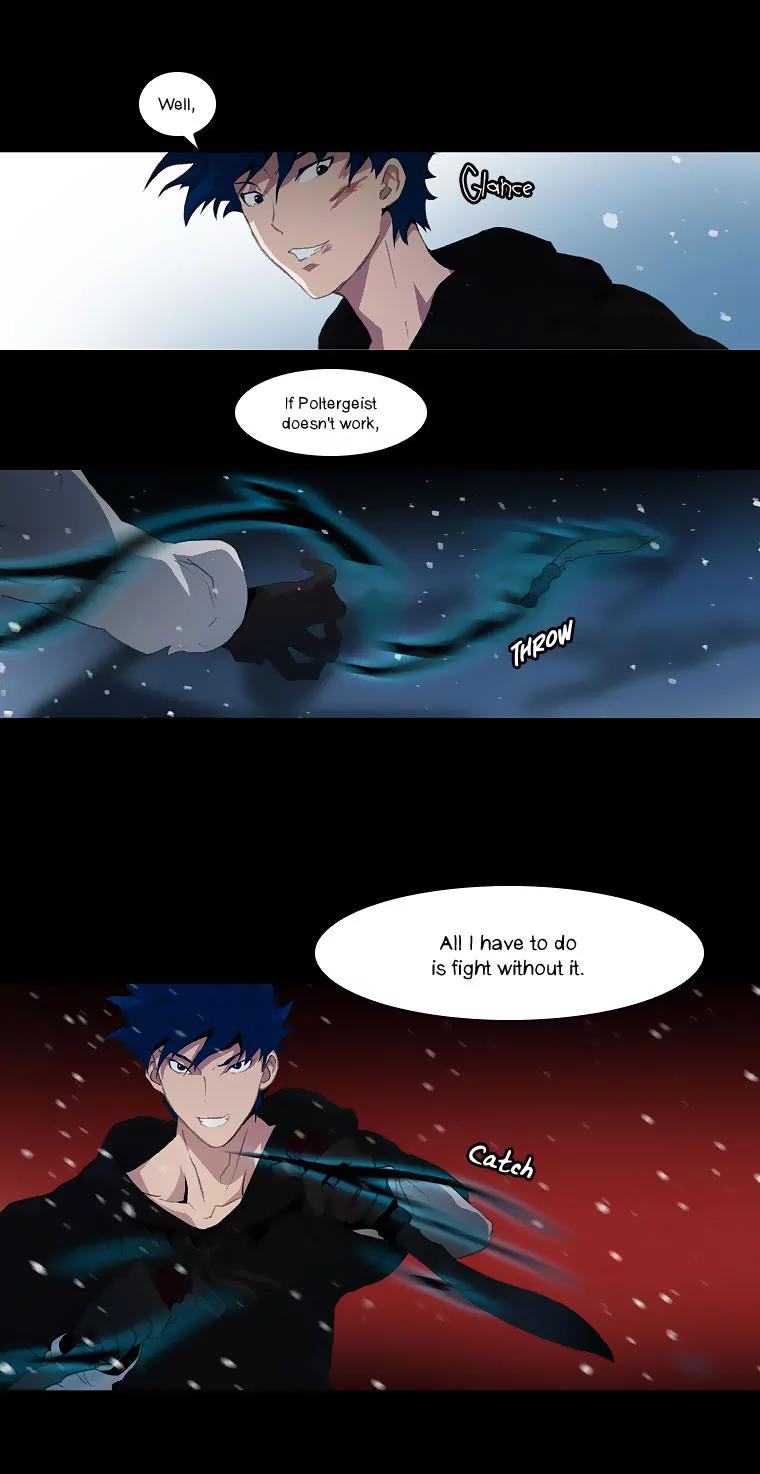 Well,
Glance
If Poltergeist
doesn't work,
THROW
All I have to do
is fight without it.
Catch